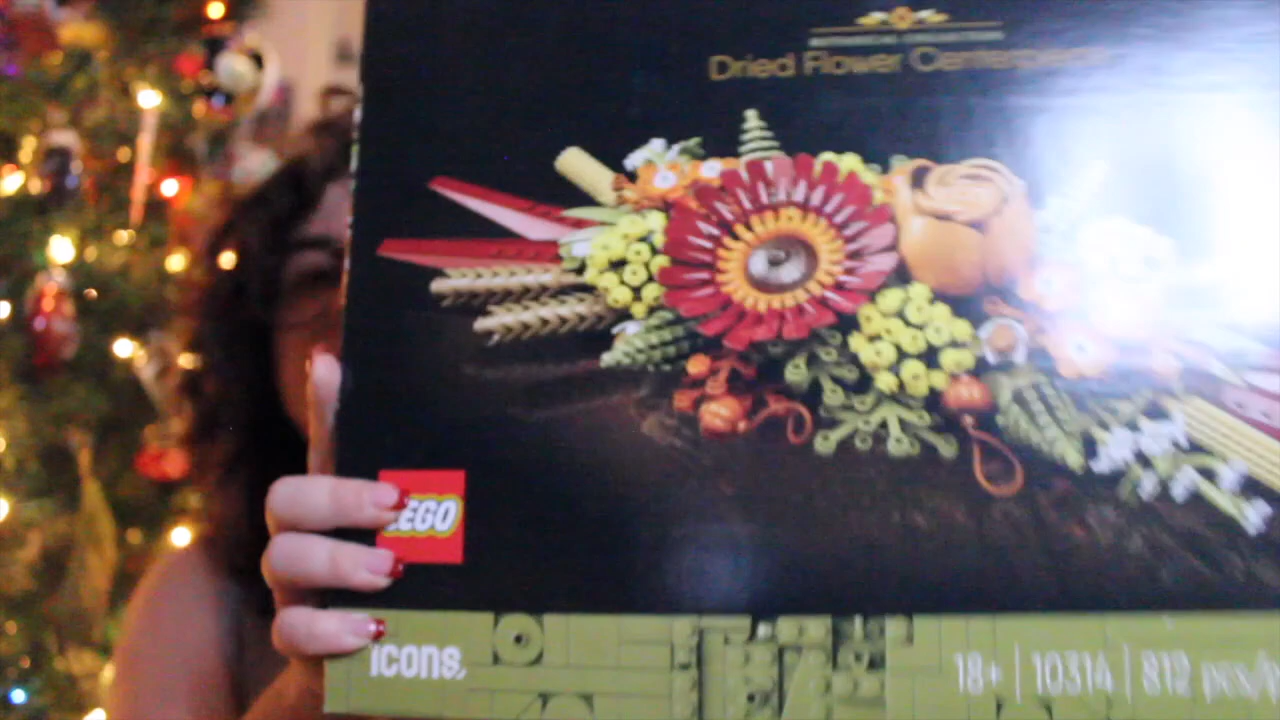 Dried Flower Centerpiece
LEGO
icons,
18+ | 10314 | 812 pcs/p